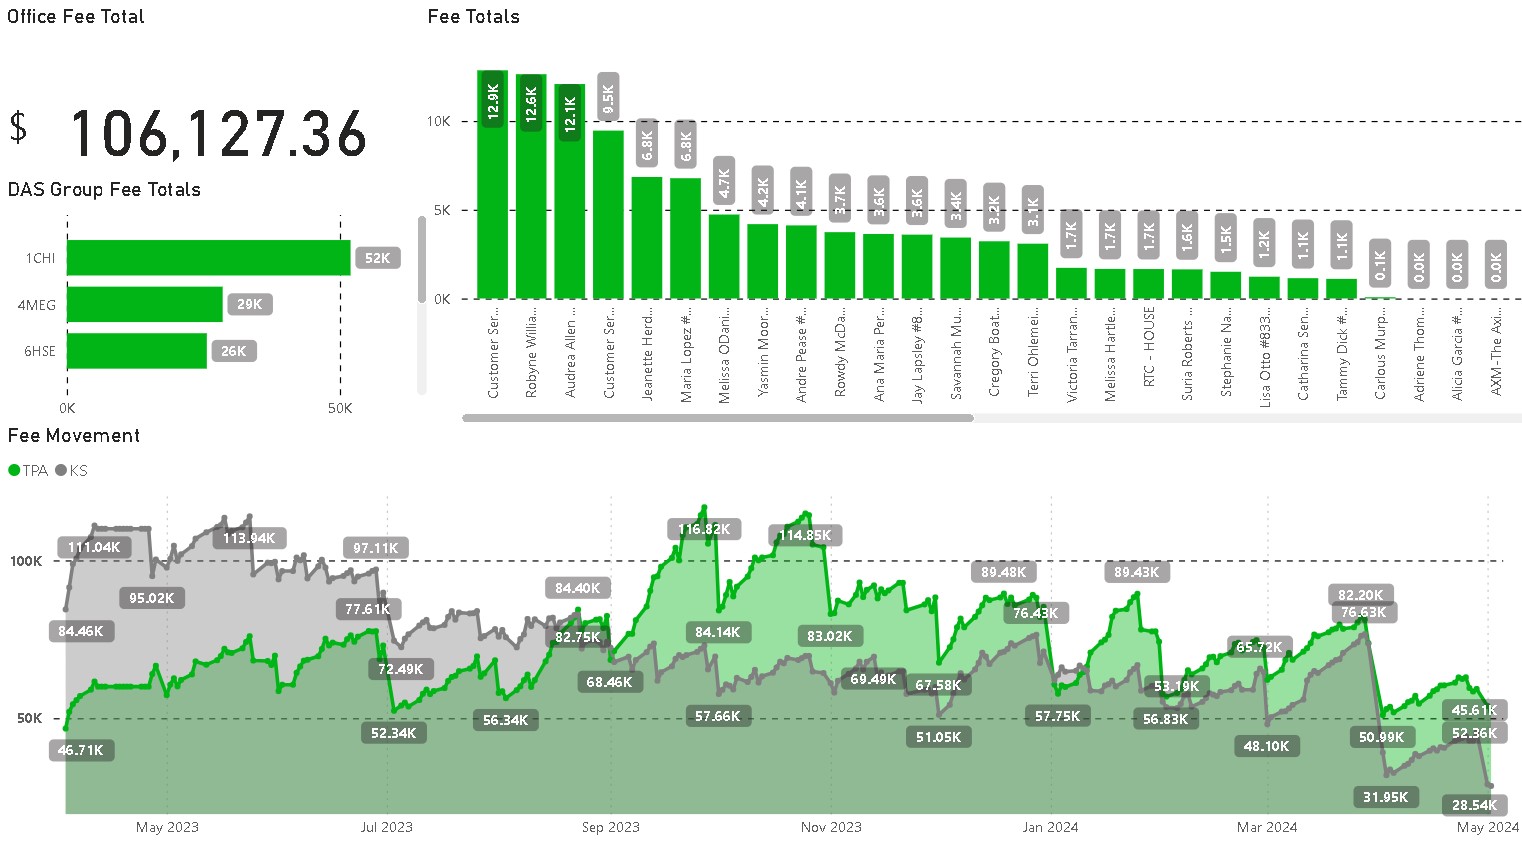 Office Fee Total
$ 106,127.36
DAS Group Fee Totals
1CHI 52K
4MEG 29K
6HSE 26K
0K 50K
Fee Totals
12.9K 12.6K 12.1K 9.5K 6.8K 6.8K 4.7K 4.2K 4.1K 3.7K 3.6K 3.6K 3.4K 3.2K 3.1K 1.7K 1.7K 1.7K 1.6K 1.5K 1.2K 1.1K 1.1K 0.1K 0.0K 0.0K 0.0K
10K
5K
0K
Customer Ser...
Robyne Willia...
Audrea Allen ...
Customer Ser...
Jeanette Herd...
Maria Lopez #...
Melissa ODani...
Yasmin Moor...
Andre Pease #...
Rowdy McDa...
Ana Maria Per...
Jay Lapsley #8...
Savannah Mu...
Gregory Boat...
Terri Ohlemei...
Victoria Tarran...
Melissa Hartle...
RTC - HOUSE
Suria Roberts ...
Stephanie Na...
Lisa Otto #833...
Catharina Sen...
Tammy Dick #...
Carlous Murp...
Adriene Thom...
Alicia Garcia #...
AXM-The Axi...
Fee Movement
TPA KS
100K
50K
111.04K
113.94K
97.11K
95.02K
84.46K
77.61K
72.49K
46.71K
52.34K
56.34K
84.40K
82.75K
68.46K
116.82K
84.14K
57.66K
114.85K
83.02K
69.49K
67.58K
51.05K
89.48K
76.43K
57.75K
89.43K
53.19K
56.83K
65.72K
48.10K
82.20K
76.63K
50.99K
31.95K
45.61K
52.36K
28.54K
May 2023 Jul 2023 Sep 2023 Nov 2023 Jan 2024 Mar 2024 May 2024